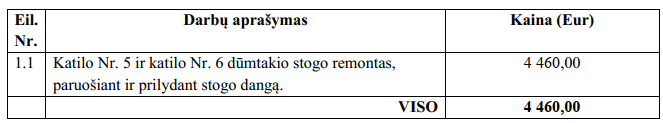 Eil. Nr. Darbų aprašymas Kaina (Eur)
1.1 Katilo Nr. 5 ir katilo Nr. 6 dūmtakio stogo remontas, 4 460,00
paruošiant ir prilydant stogo dangą.
VISO 4 460,00